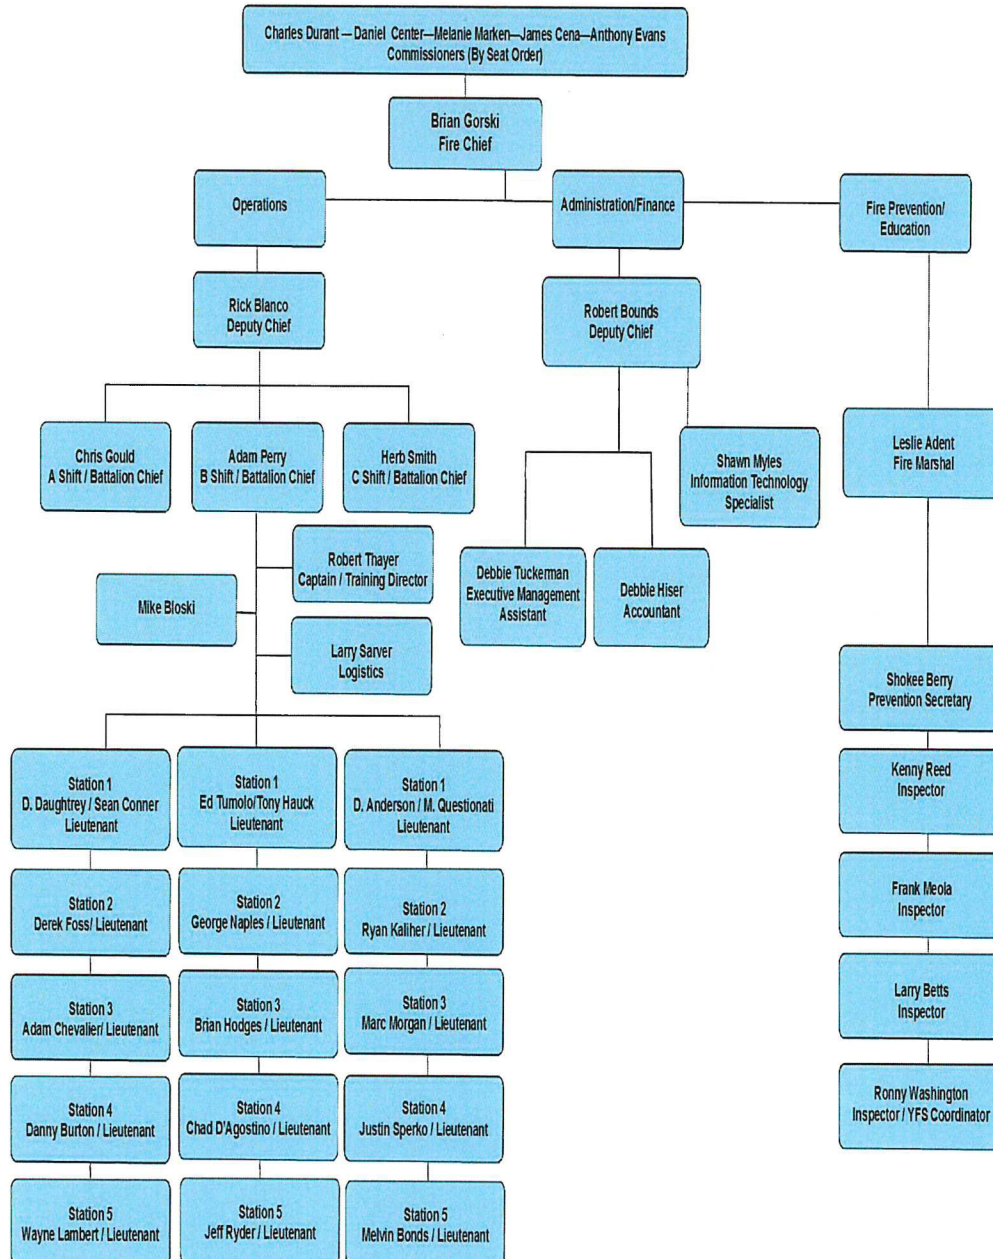 Charles Durant — Daniel Center—Melanie Marken—James Cena—Anthony Evans
Commissioners (By Seat Order)
Brian Gorski
Fire Chief
Operations
Administration/Finance
Fire Prevention/
Education
Rick Blanco
Deputy Chief
Robert Bounds
Deputy Chief
Chris Gould
A Shift / Battalion Chief
Adam Perry
B Shift / Battalion Chief
Herb Smith
C Shift / Battalion Chief
Shawn Myles
Information Technology
Specialist
Leslie Adent
Fire Marshal
Mike Bloski
Robert Thayer
Captain / Training Director
Larry Sarver
Logistics
Debbie Tuckerman
Executive Management
Assistant
Debbie Hiser
Accountant
Shokee Berry
Prevention Secretary
Kenny Reed
Inspector
Frank Meola
Inspector
Larry Betts
Inspector
Ronny Washington
Inspector / YFS Coordinator
Station 1
D. Daughtrey / Sean Conner
Lieutenant
Station 2
Derek Foss/ Lieutenant
Station 3
Adam Chevalier/ Lieutenant
Station 4
Danny Burton / Lieutenant
Station 5
Wayne Lambert / Lieutenant
Station 1
Ed Tumolo/Tony Hauck
Lieutenant
Station 2
George Naples / Lieutenant
Station 3
Brian Hodges / Lieutenant
Station 4
Chad D'Agostino / Lieutenant
Station 5
Jeff Ryder / Lieutenant
Station 1
D. Anderson / M. Questionati
Lieutenant
Station 2
Ryan Kaliher / Lieutenant
Station 3
Marc Morgan / Lieutenant
Station 4
Justin Sperko / Lieutenant
Station 5
Melvin Bonds / Lieutenant